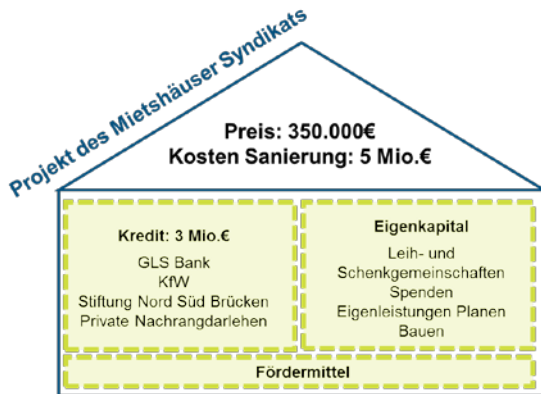 Projekt des Mietshäuser Syndikats
Preis: 350.000€
Kosten Sanierung: 5 Mio.€
Kredit: 3 Mio.€
GLS Bank
KfW
Stiftung Nord Süd Brücken
Private Nachrangdarlehen
Eigenkapital
Leih- und
Schenkgemeinschaften
Spenden
Eigenleistungen Planen
Bauen
Fördermittel